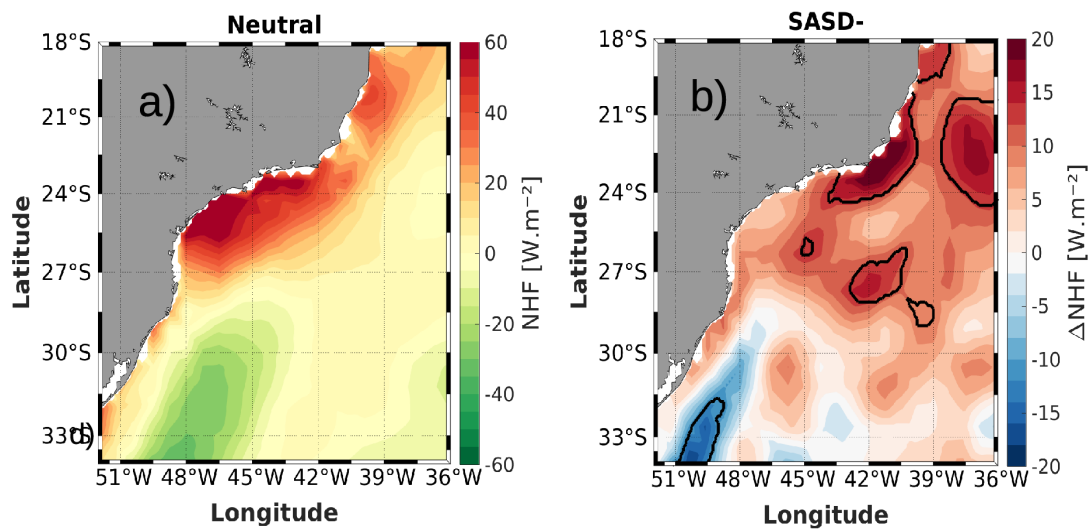 Neutral
a)
18°S
21°S
24°S
27°S
30°S
33°S
d)
51°W 48°W 45°W 42°W 39°W 36°W
Latitude
Longitude
60
40
20
0
-20
-40
-60
NHF [W.m⁻²]
SASD-
b)
18°S
21°S
24°S
27°S
30°S
33°S
51°W 48°W 45°W 42°W 39°W 36°W
Latitude
Longitude
20
15
10
5
0
-5
-10
-15
-20
△NHF [W.m⁻²]